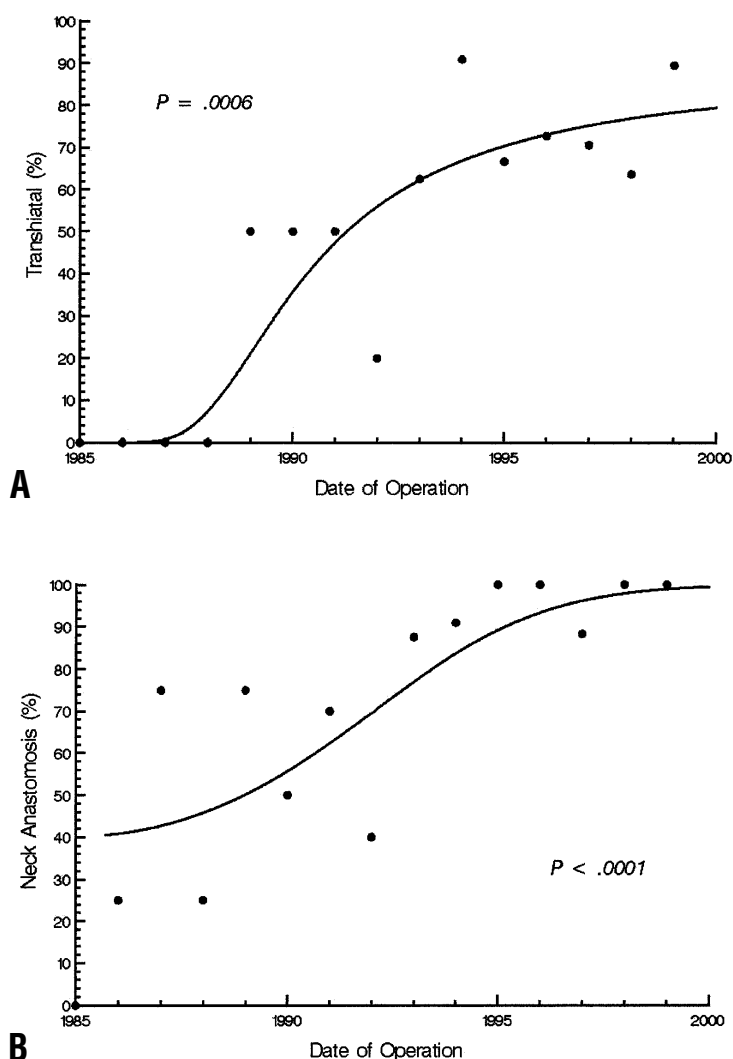 100
90
80
70
60
50
40
30
20
10
0
Transhiatal (%)
P = .0006
1985 1990 1995 2000
Date of Operation
A
100
90
80
70
60
50
40
30
20
10
0
Neck Anastomosis (%)
P < .0001
1985 1990 1995 2000
Date of Operation
B